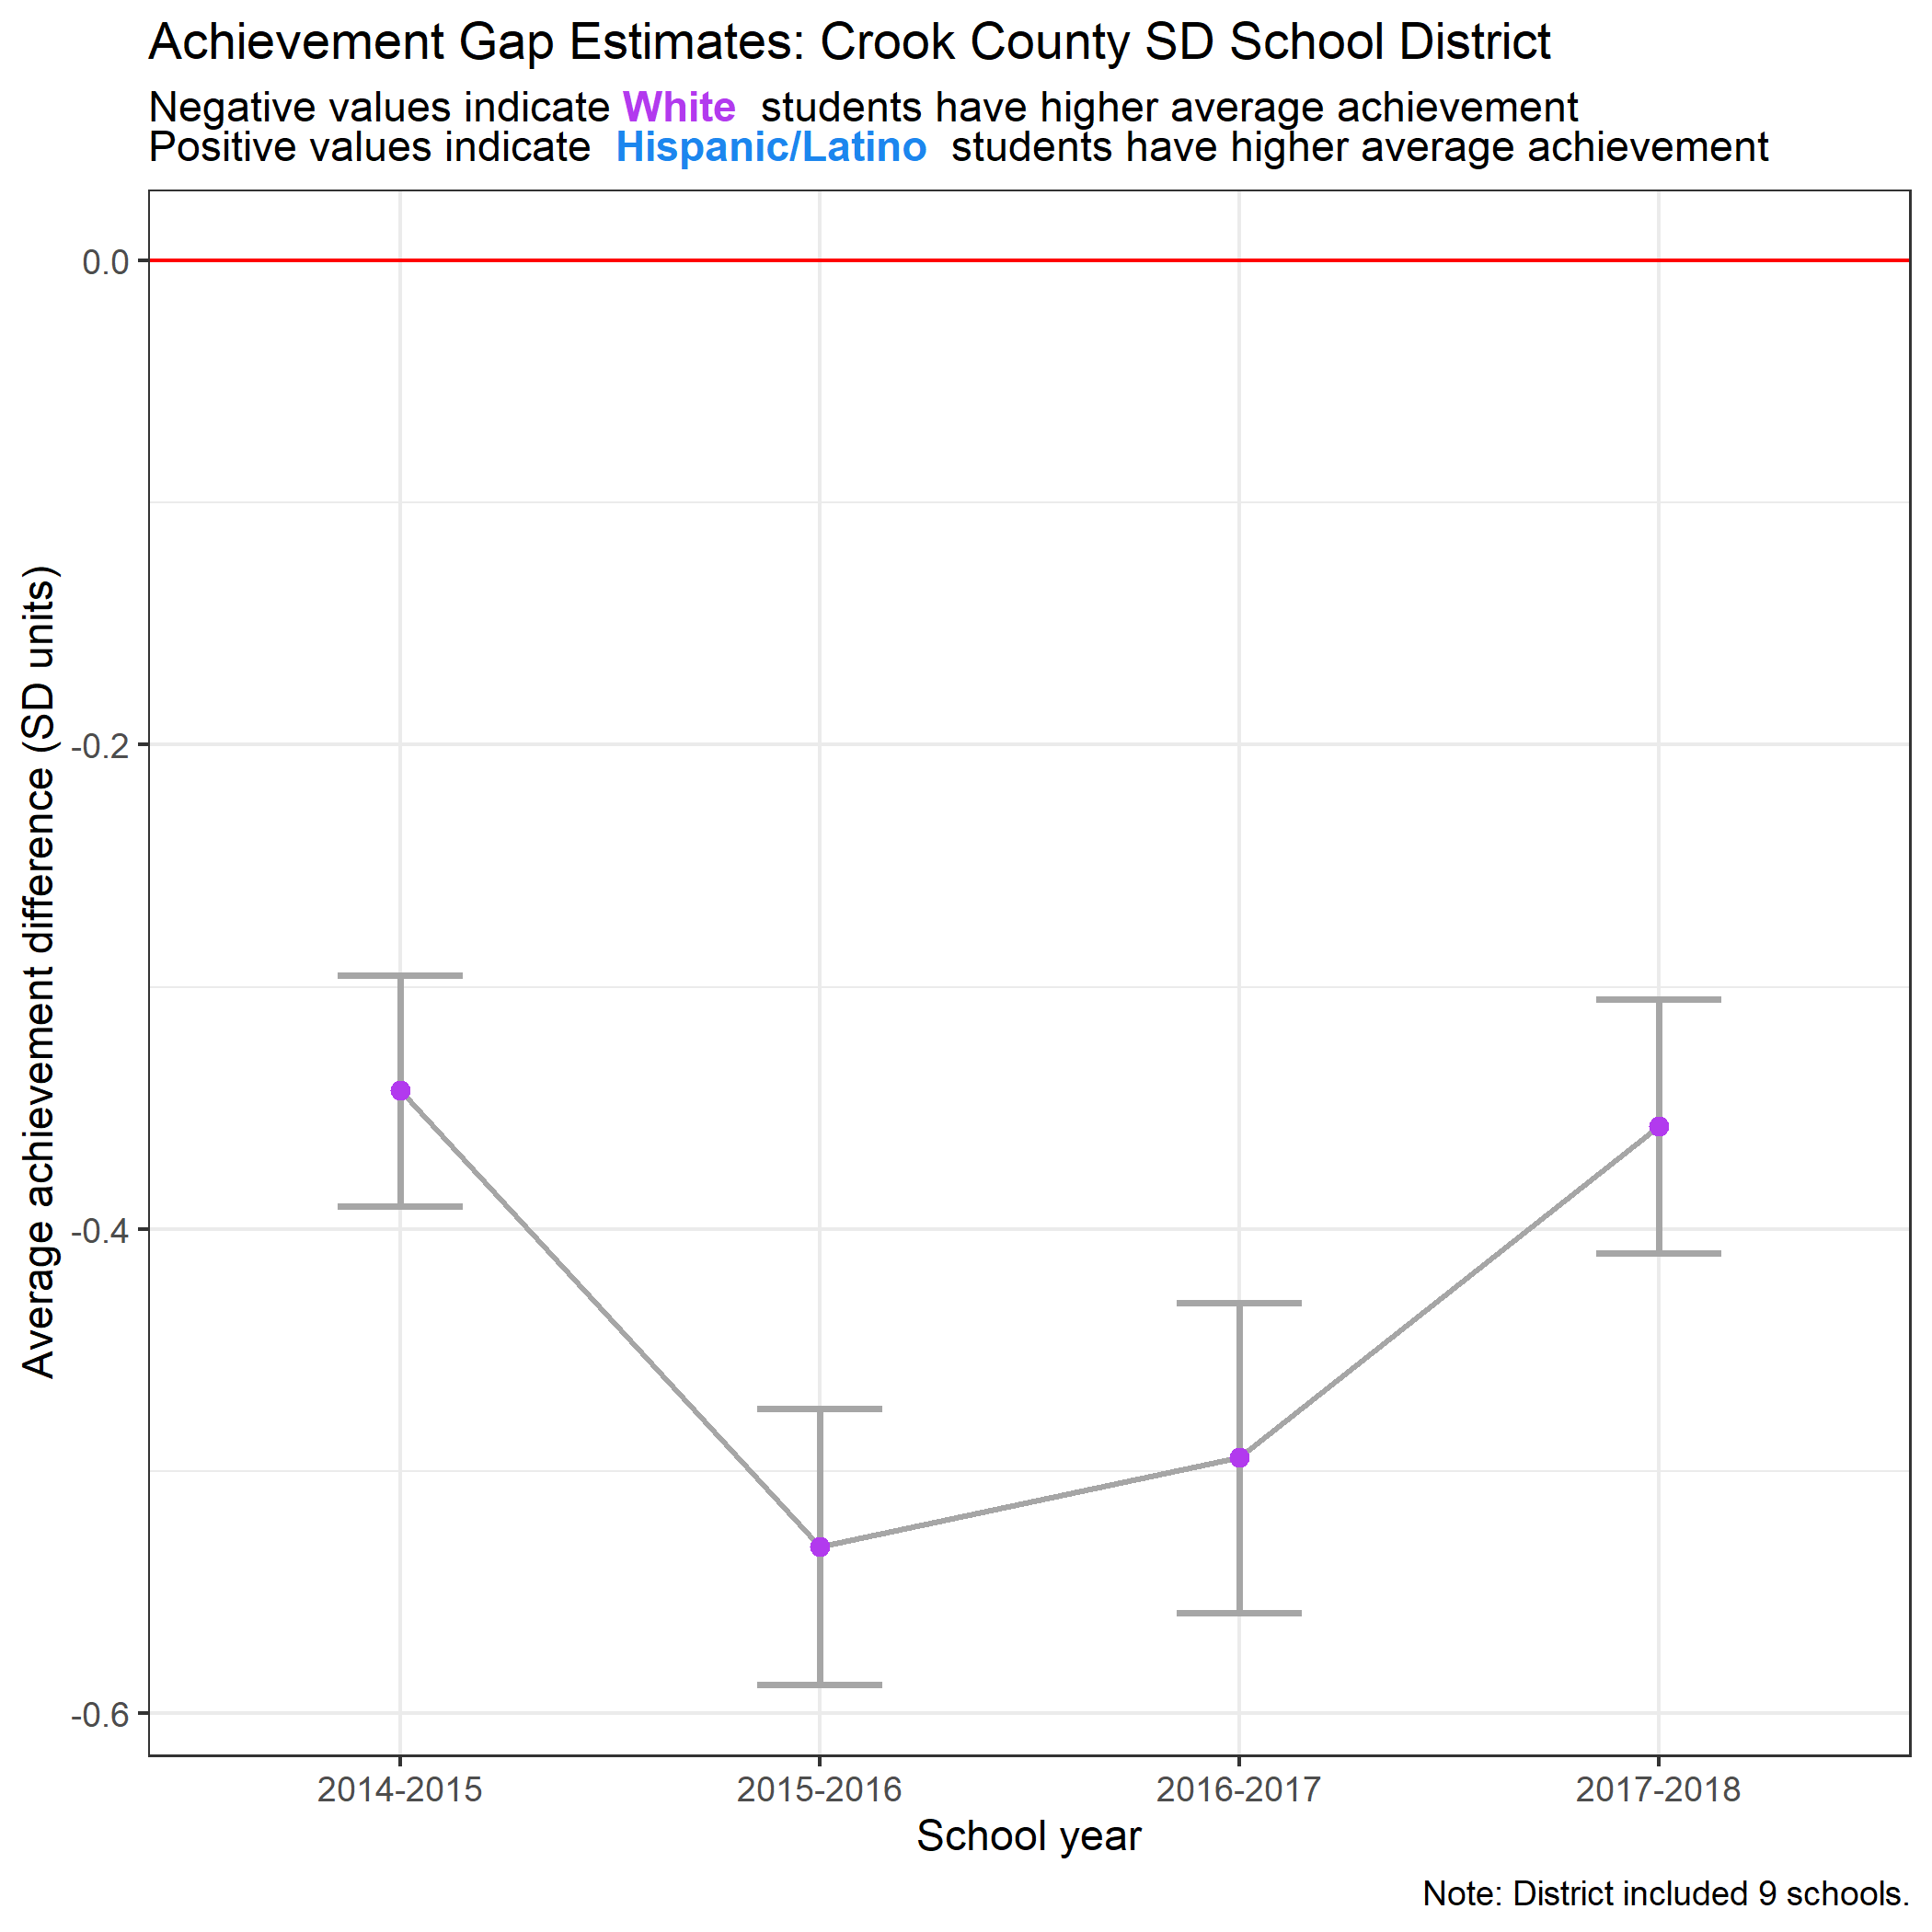 Achievement Gap Estimates: Crook County SD School District
Negative values indicate White students have higher average achievement
Positive values indicate Hispanic/Latino students have higher average achievement
Average achievement difference (SD units)
0.0
-0.2
-0.4
-0.6
2014-2015 2015-2016 2016-2017 2017-2018
School year
Note: District included 9 schools.